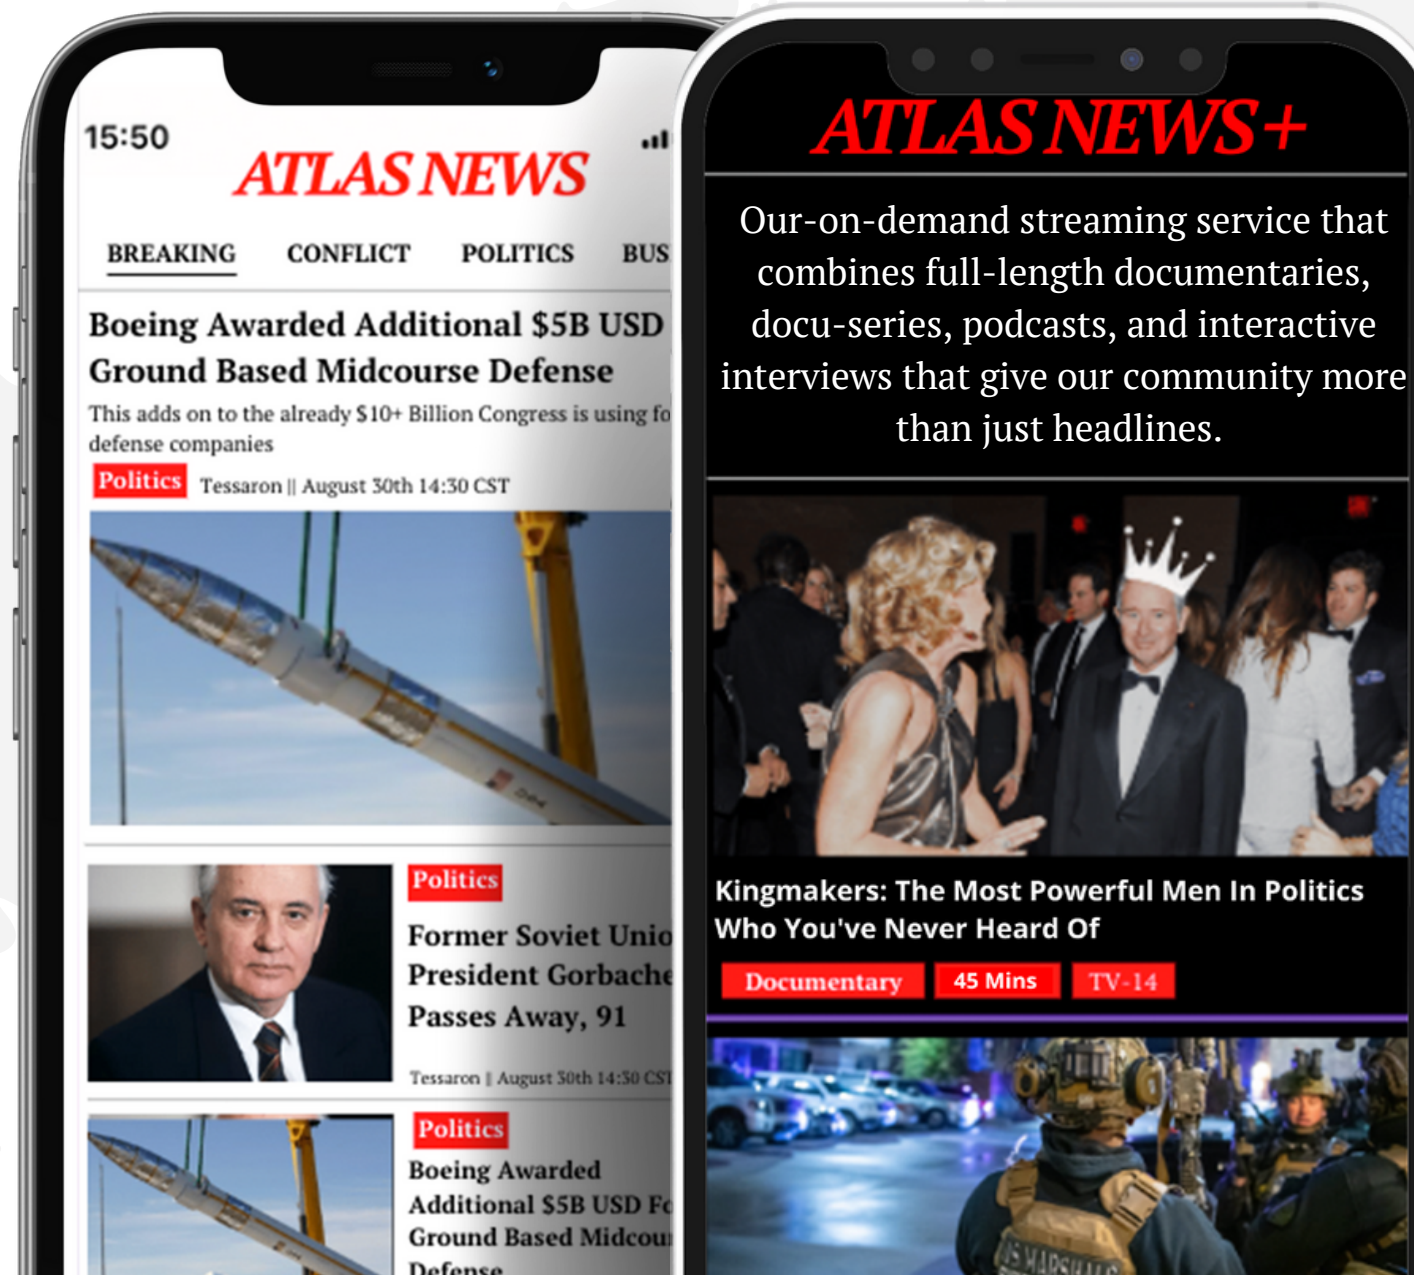 15:50
ATLAS NEWS
BREAKING CONFLICT POLITICS BUS
Boeing Awarded Additional $5B USD
Ground Based Midcourse Defense
This adds on to the already $10+ Billion Congress is using fo
defense companies
Politics Tessaron || August 30th 14:30 CST
Politics
Former Soviet Unio
President Gorbache
Passes Away, 91
Tessaron || August 30th 14:30 CST
Politics
Boeing Awarded
Additional $5B USD Fo
Ground Based Midcour
Defense
ATLAS NEWS+
Our-on-demand streaming service that
combines full-length documentaries,
docu-series, podcasts, and interactive
interviews that give our community more
than just headlines.
Kingmakers: The Most Powerful Men In Politics
Who You've Never Heard Of
Documentary 45 Mins TV-14
US MARSHALS